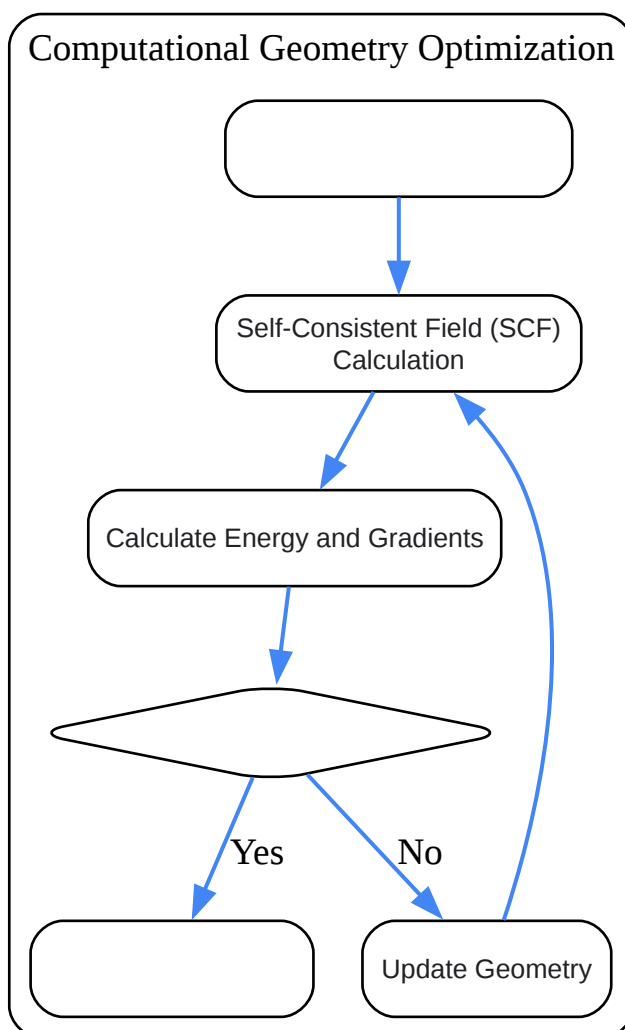 Computational Geometry Optimization
Self-Consistent Field (SCF)
Calculation
Calculate Energy and Gradients
Yes
No
Update Geometry